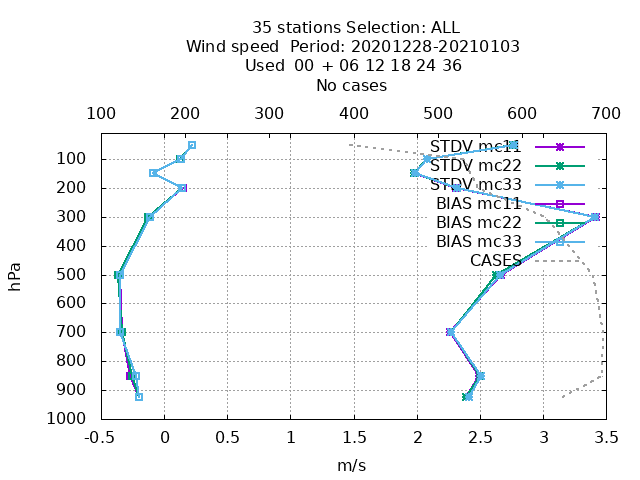 35 stations Selection: ALL
Wind speed  Period: 20201228-20210103
Used  00 + 06 12 18 24 36
No cases
100 200 300 400 500 600 700
STDV mc11
STDV mc22
STDV mc33
BIAS mc11
BIAS mc22
BIAS mc33
CASES
100
200
300
400
500
600
700
800
900
1000
hPa
-0.5 0 0.5 1 1.5 2 2.5 3 3.5
m/s